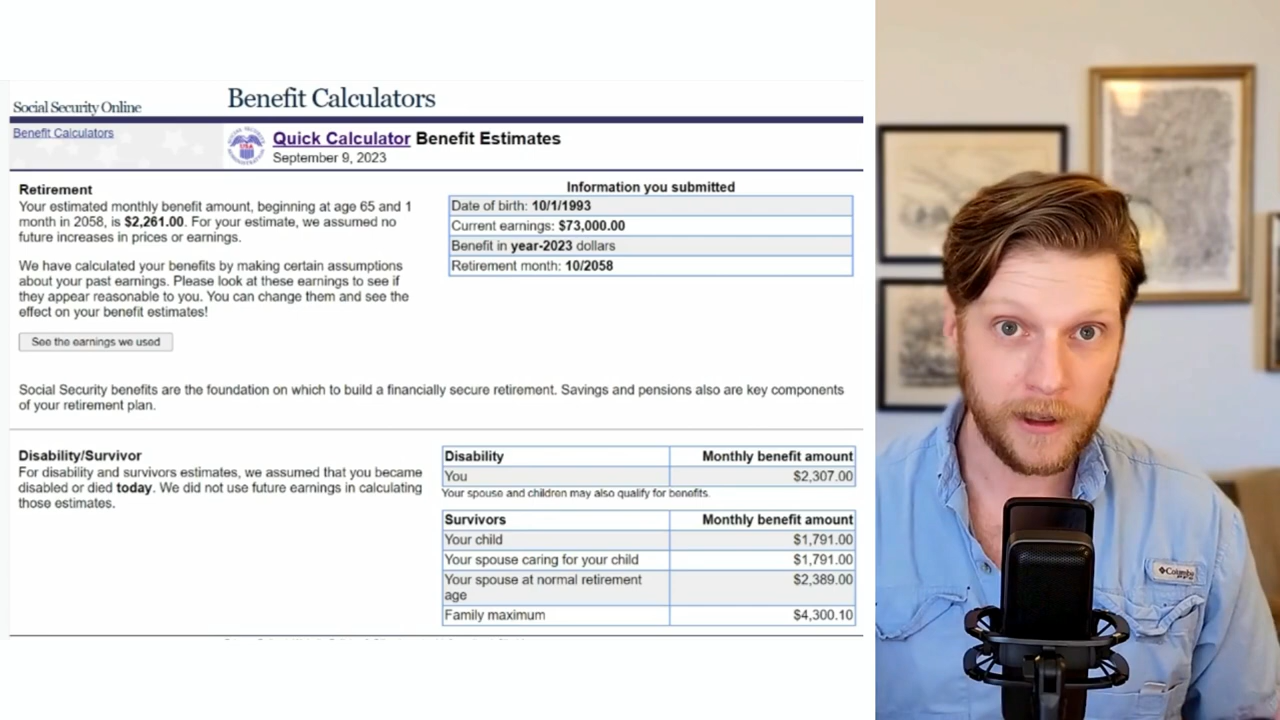 Social Security Online
Benefit Calculators
Benefit Calculators
Quick Calculator Benefit Estimates
September 9, 2023
Retirement
Your estimated monthly benefit amount, beginning at age 65 and 1
month in 2058, is $2,261.00. For your estimate, we assumed no
future increases in prices or earnings.
We have calculated your benefits by making certain assumptions
about your past earnings. Please look at these earnings to see if
they appear reasonable to you. You can change them and see the
effect on your benefit estimates!
See the earnings we used
Information you submitted
Date of birth: 10/1/1993
Current earnings: $73,000.00
Benefit in year-2023 dollars
Retirement month: 10/2058
Social Security benefits are the foundation on which to build a financially secure retirement. Savings and pensions also are key components
of your retirement plan.
Disability/Survivor
For disability and survivors estimates, we assumed that you became
disabled or died today. We did not use future earnings in calculating
those estimates.
Disability Monthly benefit amount
You $2,307.00
Your spouse and children may also qualify for benefits.
Survivors Monthly benefit amount
Your child $1,791.00
Your spouse caring for your child $1,791.00
Your spouse at normal retirement
age $2,389.00
Family maximum $4,300.10
USA
Columbia